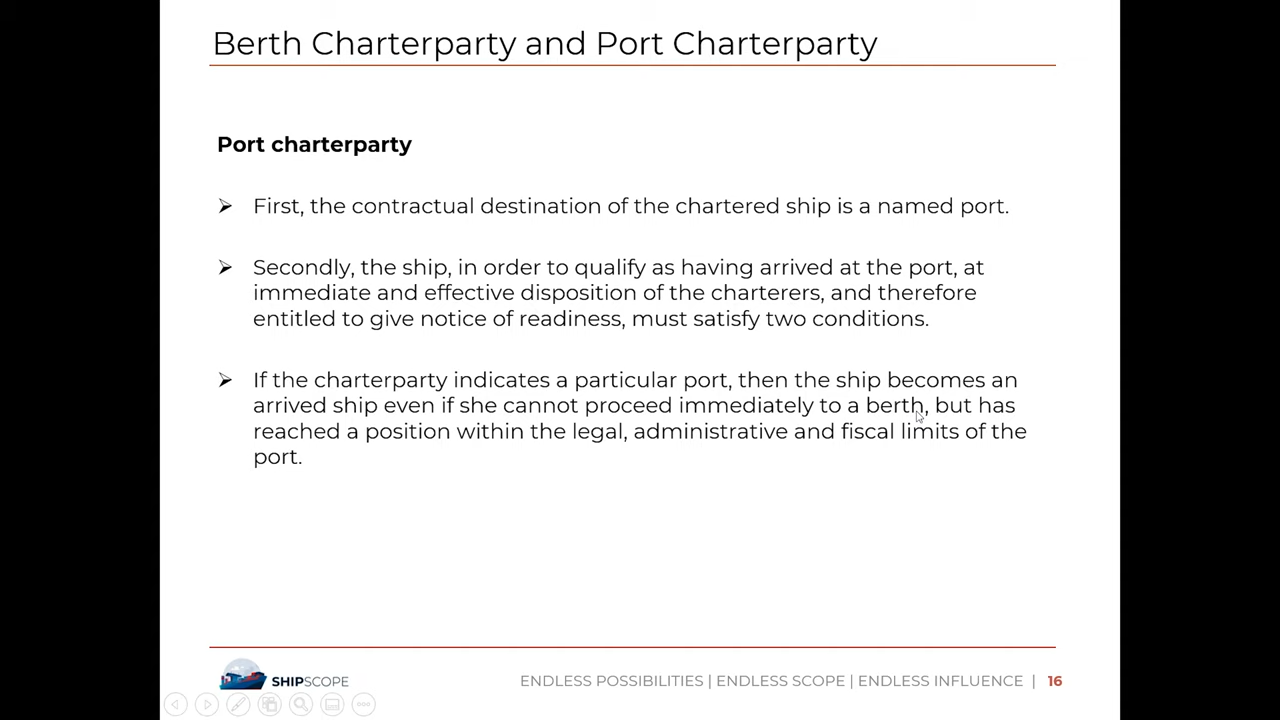 Berth Charterparty and Port Charterparty
Port charterparty
First, the contractual destination of the chartered ship is a named port.
Secondly, the ship, in order to qualify as having arrived at the port, at
immediate and effective disposition of the charterers, and therefore
entitled to give notice of readiness, must satisfy two conditions.
If the charterparty indicates a particular port, then the ship becomes an
arrived ship even if she cannot proceed immediately to a berth, but has
reached a position within the legal, administrative and fiscal limits of the
port.
SHIPSCOPE
ENDLESS POSSIBILITIES | ENDLESS SCOPE | ENDLESS INFLUENCE | 16